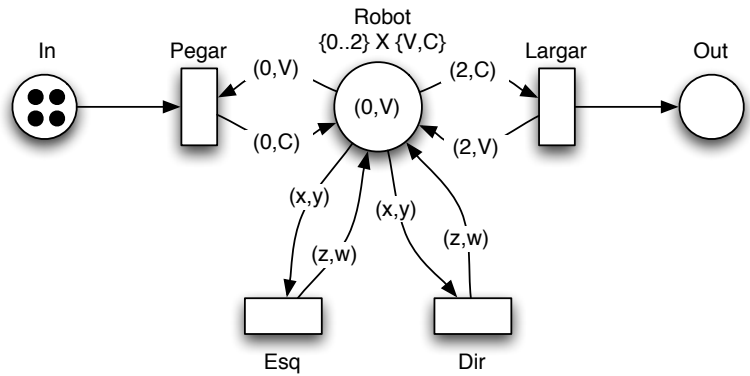 Robot
{0..2} X {V,C}
In
Pegar
Largar
Out
(0,V)
(2,C)
(0,V)
(0,C)
(2,V)
(x,y)
(x,y)
(z,w)
(z,w)
Esq
Dir